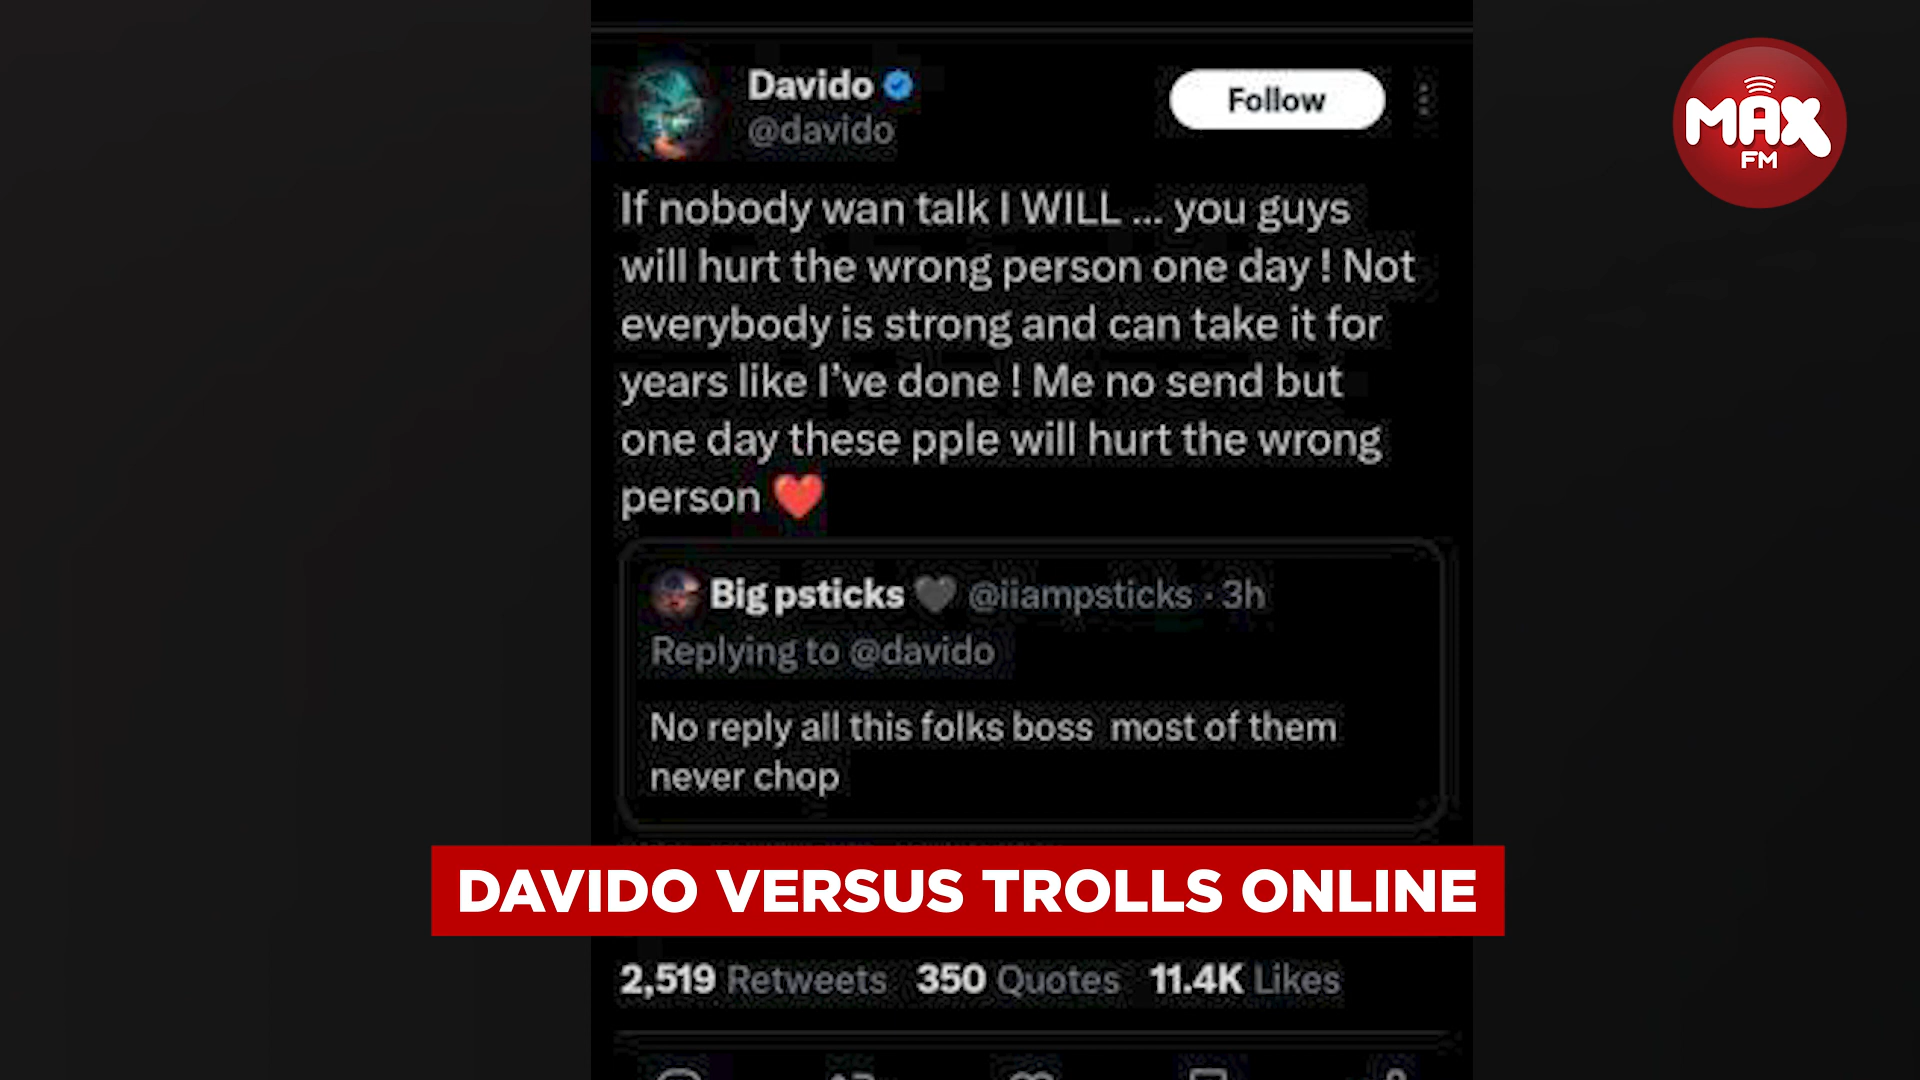 Davido
@davido
Follow
MAX
FM
If nobody wan talk I WILL ... you guys
will hurt the wrong person one day ! Not
everybody is strong and can take it for
years like I've done ! Me no send but
one day these pple will hurt the wrong
person ❤️
Big psticks 🖤 @iiampsticks · 3h
Replying to @davido
No reply all this folks boss  most of them
never chop
DAVIDO VERSUS TROLLS ONLINE
2,519 Retweets 350 Quotes 11.4K Likes